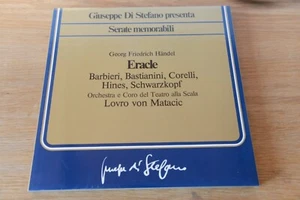 Giuseppe Di Stefano presenta
Serate memorabili
Georg Friedrich Händel
Eracle
Barbieri, Bastianini, Corelli,
Hines, Schwarzkopf
Orchestra e Coro del Teatro alla Scala
Lovro von Matacic
Giuseppe di Stefano